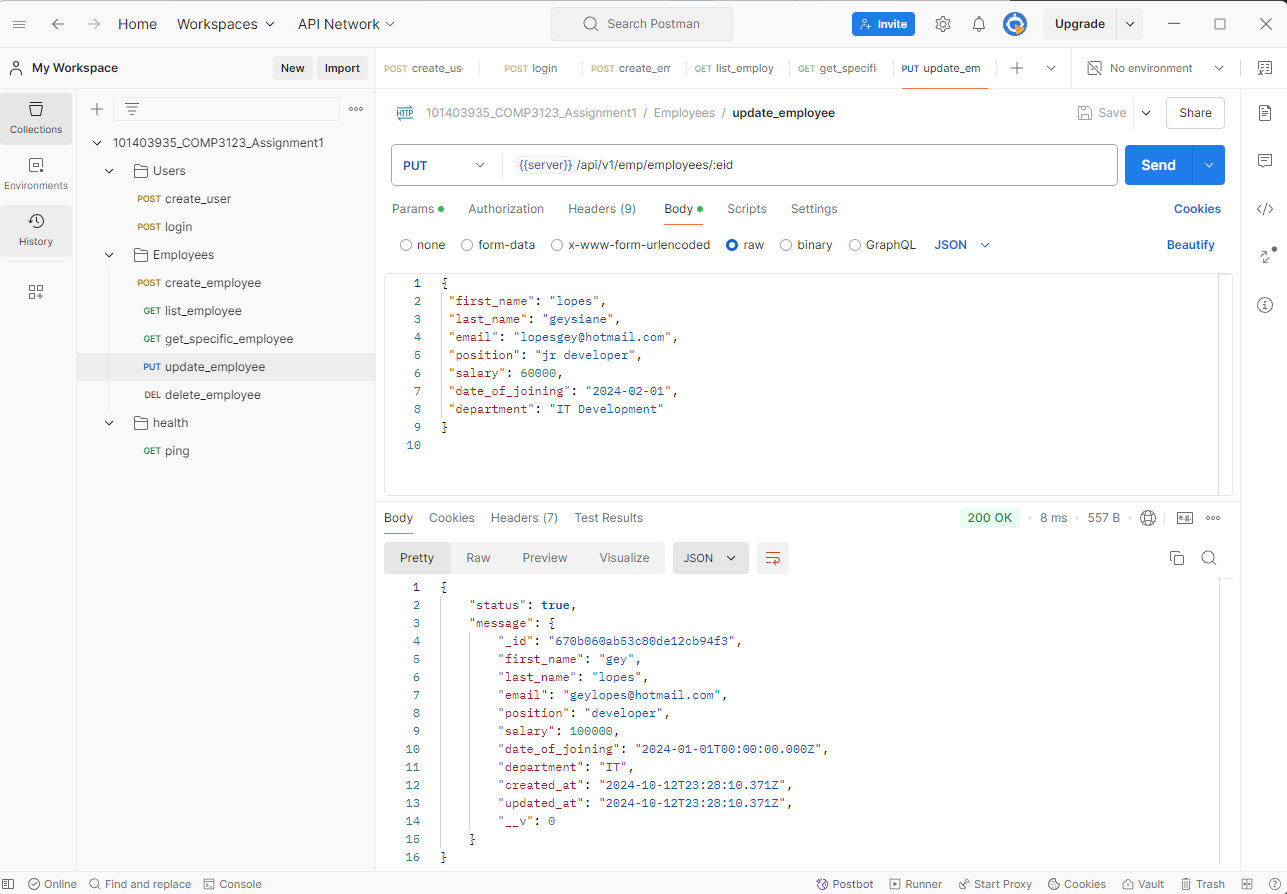 Home Workspaces API Network Search Postman Invite Upgrade
My Workspace New Import POST create_us POST login POST create_em GET list_employ GET get_specifi PUT update_em No environment
Collections
Environments
History
101403935_COMP3123_Assignment1
Users
POST create_user
POST login
Employees
POST create_employee
GET list_employee
GET get_specific_employee
PUT update_employee
DEL delete_employee
health
GET ping
HTTP 101403935_COMP3123_Assignment1 / Employees / update_employee Save Share
PUT {{server}} /api/v1/emp/employees/:eid Send
Params Authorization Headers (9) Body Scripts Settings Cookies
none form-data x-www-form-urlencoded raw binary GraphQL JSON Beautify
1 {
2 "first_name": "lopes",
3 "last_name": "geysiane",
4 "email": "lopesgey@hotmail.com",
5 "position": "jr developer",
6 "salary": 60000,
7 "date_of_joining": "2024-02-01",
8 "department": "IT Development"
9 }
10
Body Cookies Headers (7) Test Results 200 OK 8 ms 557 B e.g.
Pretty Raw Preview Visualize JSON
1 {
2 "status": true,
3 "message": {
4 "_id": "670b060ab53c80de12cb94f3",
5 "first_name": "gey",
6 "last_name": "lopes",
7 "email": "geylopes@hotmail.com",
8 "position": "developer",
9 "salary": 100000,
10 "date_of_joining": "2024-01-01T00:00:00.000Z",
11 "department": "IT",
12 "created_at": "2024-10-12T23:28:10.371Z",
13 "updated_at": "2024-10-12T23:28:10.371Z",
14 "__v": 0
15 }
16 }
Online Find and replace Console Postbot Runner Start Proxy Cookies Vault Trash